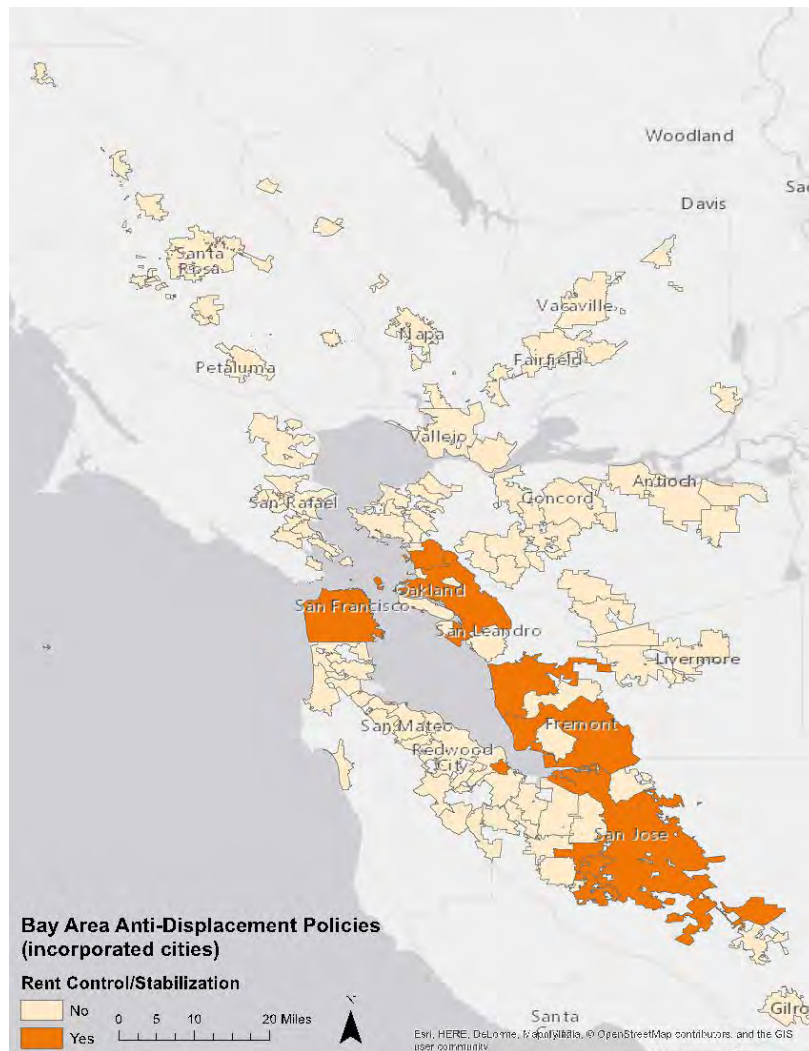 Woodland
Sac
Davis
Santa
Rosa
Vacaville
Napa
Fairfield
Petaluma
Vallejo
Antioch
Concord
San Rafael
Oakland
San Francisco
San Leandro
Livermore
San Mateo
Fremont
Redwood
City
San Jose
Bay Area Anti-Displacement Policies
(incorporated cities)
Rent Control/Stabilization
No
Yes
0 5 10 20 Miles
N
Santa
Gilro
Esri, HERE, DeLorme, MapmyIndia, © OpenStreetMap contributors, and the GIS
user community